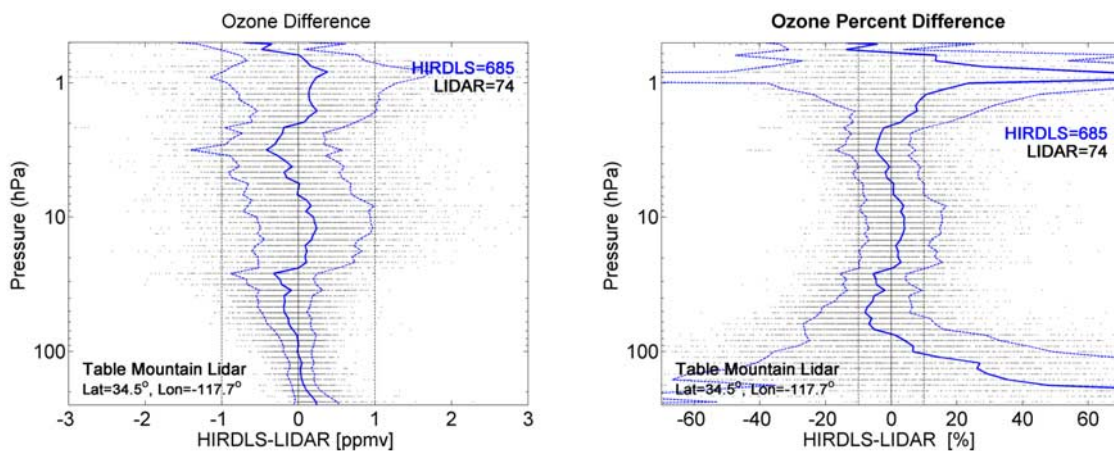 Ozone Difference
HIRDLS=685
LIDAR=74
Pressure (hPa)
1
10
100
Table Mountain Lidar
Lat=34.5°, Lon=-117.7°
-3 -2 -1 0 1 2 3
HIRDLS-LIDAR [ppmv]
Ozone Percent Difference
HIRDLS=685
LIDAR=74
Pressure (hPa)
1
10
100
Table Mountain Lidar
Lat=34.5°, Lon=-117.7°
-60 -40 -20 0 20 40 60
HIRDLS-LIDAR [%]